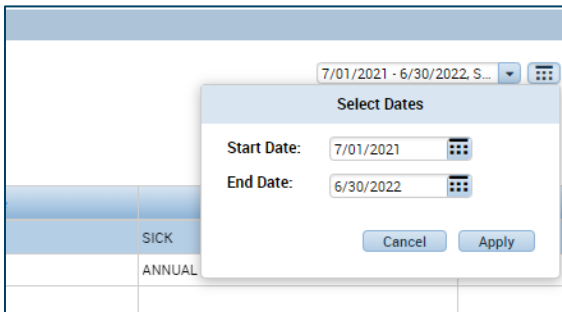 7/01/2021 - 6/30/2022, S...
Select Dates
Start Date: 7/01/2021
End Date: 6/30/2022
Cancel Apply
SICK
ANNUAL